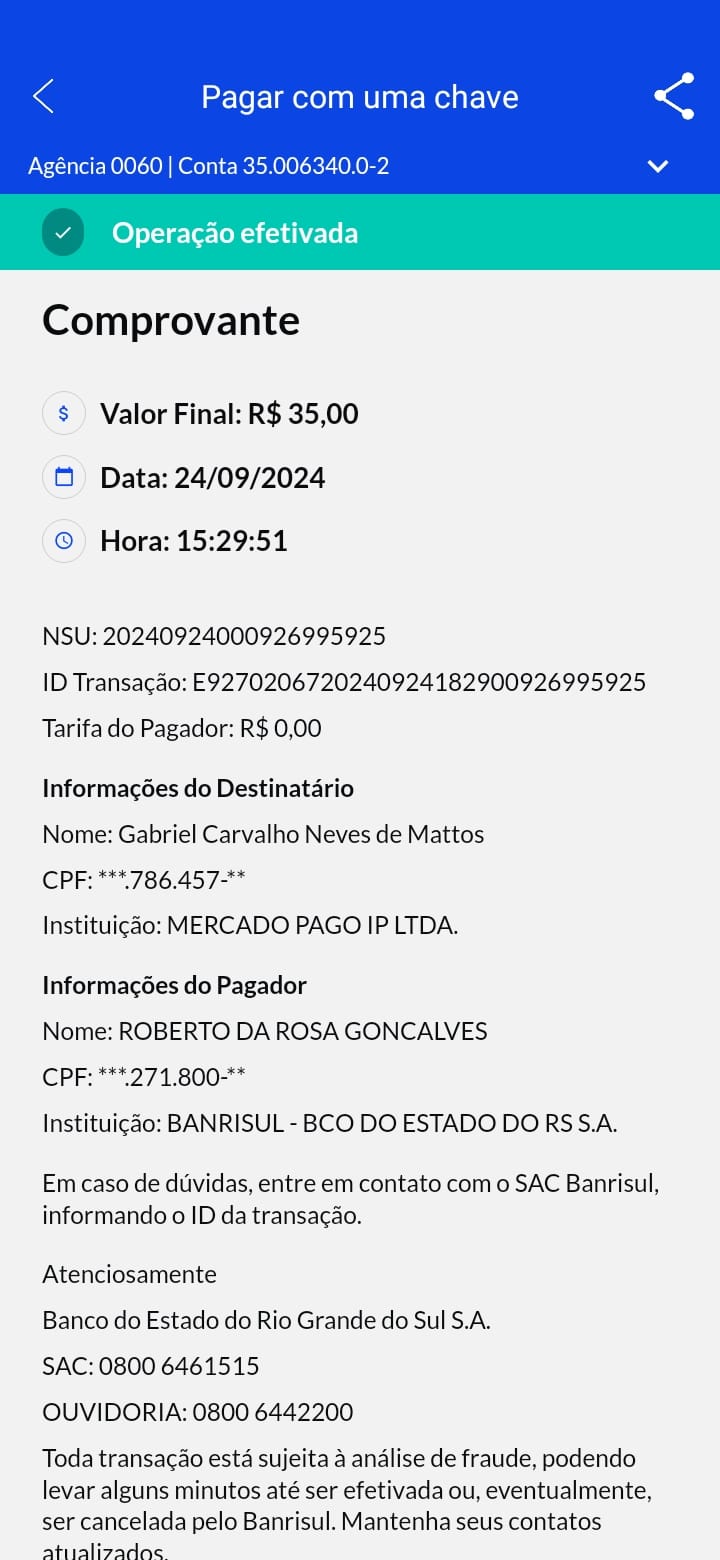 Pagar com uma chave
Agência 0060 | Conta 35.006340.0-2
Operação efetivada
Comprovante
Valor Final: R$ 35,00
Data: 24/09/2024
Hora: 15:29:51
NSU: 20240924000926995925
ID Transação: E9270206720240924182900926995925
Tarifa do Pagador: R$ 0,00
Informações do Destinatário
Nome: Gabriel Carvalho Neves de Mattos
CPF: ***.786.457-**
Instituição: MERCADO PAGO IP LTDA.
Informações do Pagador
Nome: ROBERTO DA ROSA GONCALVES
CPF: ***.271.800-**
Instituição: BANRISUL - BCO DO ESTADO DO RS S.A.
Em caso de dúvidas, entre em contato com o SAC Banrisul,
informando o ID da transação.
Atenciosamente
Banco do Estado do Rio Grande do Sul S.A.
SAC: 0800 6461515
OUVIDORIA: 0800 6442200
Toda transação está sujeita à análise de fraude, podendo
levar alguns minutos até ser efetivada ou, eventualmente,
ser cancelada pelo Banrisul. Mantenha seus contatos
atualizados.